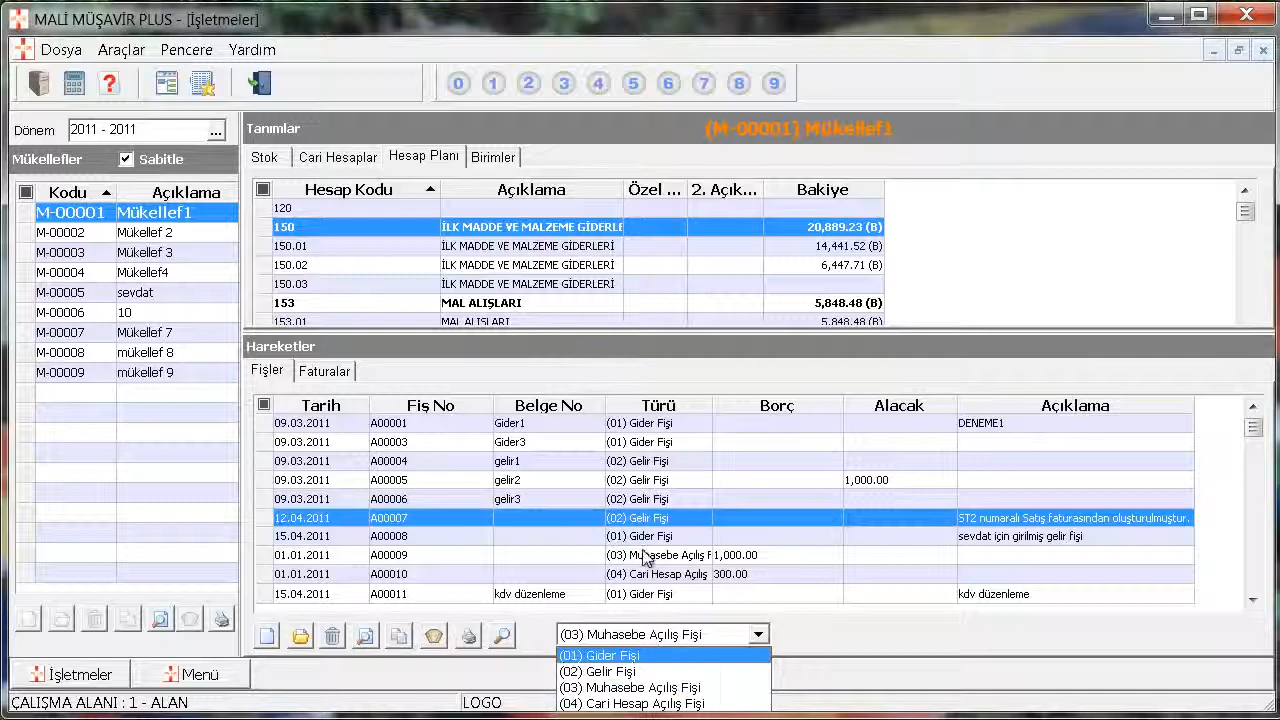 MALİ MÜŞAVİR PLUS - [İşletmeler]
Dosya Araçlar Pencere Yardım
0 1 2 3 4 5 6 7 8 9
Dönem 2011 - 2011 ...
Tanımlar (M-00001) Mükellef1
Mükellefler Sabitle
Stok Cari Hesaplar Hesap Planı Birimleri
Kodu Açıklama
M-00001 Mükellef1
M-00002 Mükellef 2
M-00003 Mükellef 3
M-00004 Mükellef4
M-00005 sevdat
M-00006 10
M-00007 Mükellef 7
M-00008 mükellef 8
M-00009 mükellef 9
Hesap Kodu Açıklama Özel ... 2. Açık... Bakiye
120
150 İLK MADDE VE MALZEME GİDERLE 20,889.23 (B)
150.01 İLK MADDE VE MALZEME GİDERLERİ 14,441.52 (B)
150.02 İLK MADDE VE MALZEME GİDERLERİ 6,447.71 (B)
150.03 İLK MADDE VE MALZEME GİDERLERİ
153 MAL ALIŞLARI 5,848.48 (B)
153.01 MAL ALIŞLARI 5,848.48 (B)
Hareketler
Fişler Faturalar
Tarih Fiş No Belge No Türü Borç Alacak Açıklama
09.03.2011 A00001 Gider1 (01) Gider Fişi DENEME1
09.03.2011 A00003 Gider3 (01) Gider Fişi
09.03.2011 A00004 gelir1 (02) Gelir Fişi
09.03.2011 A00005 gelir2 (02) Gelir Fişi 1,000.00
09.03.2011 A00006 gelir3 (02) Gelir Fişi
12.04.2011 A00007 (02) Gelir Fişi ST2 numaralı Satış faturasından oluşturulmuştur.
15.04.2011 A00008 (01) Gider Fişi sevdat için girilmiş gelir fişi
01.01.2011 A00009 (03) Muhasebe Açılış F 1,000.00
01.01.2011 A00010 (04) Cari Hesap Açılış 300.00
15.04.2011 A00011 kdv düzenleme (01) Gider Fişi kdv düzenleme
(03) Muhasebe Açılış Fişi
(01) Gider Fişi
(02) Gelir Fişi
(03) Muhasebe Açılış Fişi
(04) Cari Hesap Açılış Fişi
İşletmeler Menü
ÇALIŞMA ALANI : 1 - ALAN LOGO